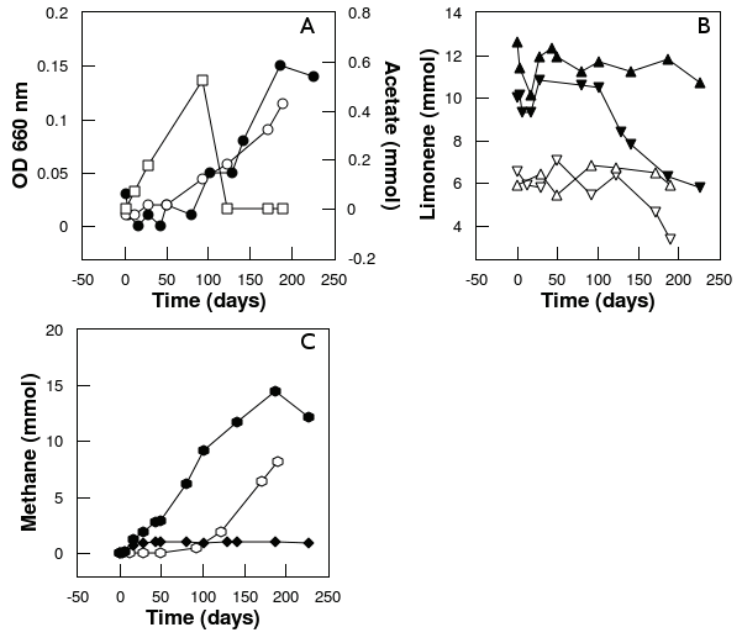 A
0.2
0.15
0.1
0.05
0
0.8
0.6
0.4
0.2
0
-0.2
OD 660 nm
Acetate (mmol)
-50 0 50 100 150 200 250
Time (days)
B
14
12
10
8
6
4
Limonene (mmol)
-50 0 50 100 150 200 250
Time (days)
C
20
15
10
5
0
Methane (mmol)
-50 0 50 100 150 200 250
Time (days)